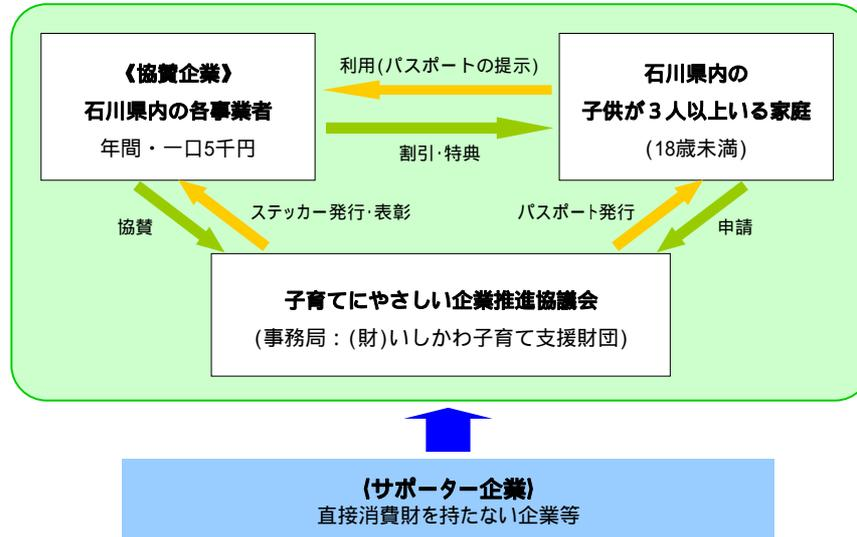 《協賛企業》
石川県内の各事業者
年間・一口5千円
利用(パスポートの提示)
割引・特典
石川県内の
子供が３人以上いる家庭
(18歳未満)
協賛
ステッカー発行・表彰
パスポート発行
申請
子育てにやさしい企業推進協議会
(事務局：(財)いしかわ子育て支援財団)
(サポーター企業)
直接消費財を持たない企業等